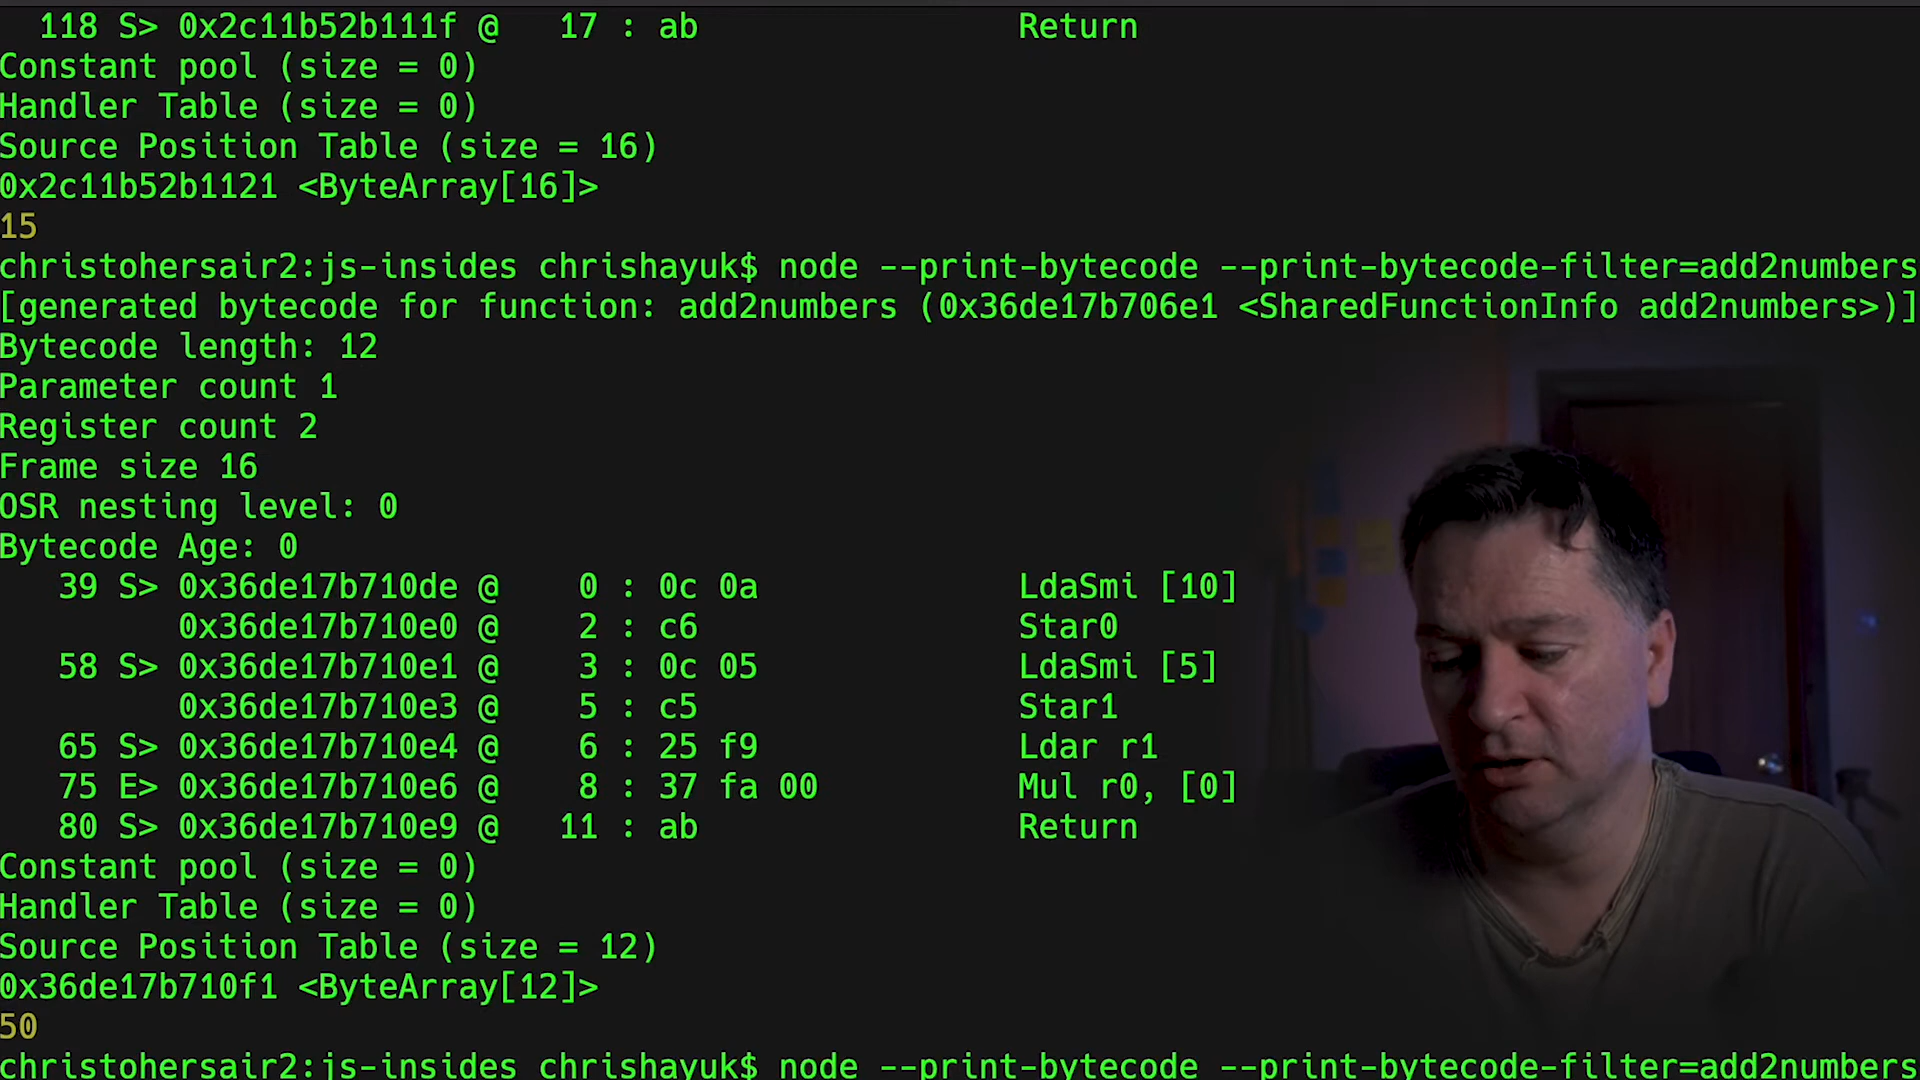 118 S> 0x2c11b52b111f @   17 : ab                Return
Constant pool (size = 0)
Handler Table (size = 0)
Source Position Table (size = 16)
0x2c11b52b1121 <ByteArray[16]>
15
christohersair2:js-insides chrishayuk$ node --print-bytecode --print-bytecode-filter=add2numbers
[generated bytecode for function: add2numbers (0x36de17b706e1 <SharedFunctionInfo add2numbers>)]
Bytecode length: 12
Parameter count 1
Register count 2
Frame size 16
OSR nesting level: 0
Bytecode Age: 0
39 S> 0x36de17b710de @    0 : 0c 0a             LdaSmi [10]
0x36de17b710e0 @    2 : c6                Star0
58 S> 0x36de17b710e1 @    3 : 0c 05             LdaSmi [5]
0x36de17b710e3 @    5 : c5                Star1
65 S> 0x36de17b710e4 @    6 : 25 f9             Ldar r1
75 E> 0x36de17b710e6 @    8 : 37 fa 00          Mul r0, [0]
80 S> 0x36de17b710e9 @   11 : ab                Return
Constant pool (size = 0)
Handler Table (size = 0)
Source Position Table (size = 12)
0x36de17b710f1 <ByteArray[12]>
50
christohersair2:js-insides chrishayuk$ node --print-bytecode --print-bytecode-filter=add2numbers